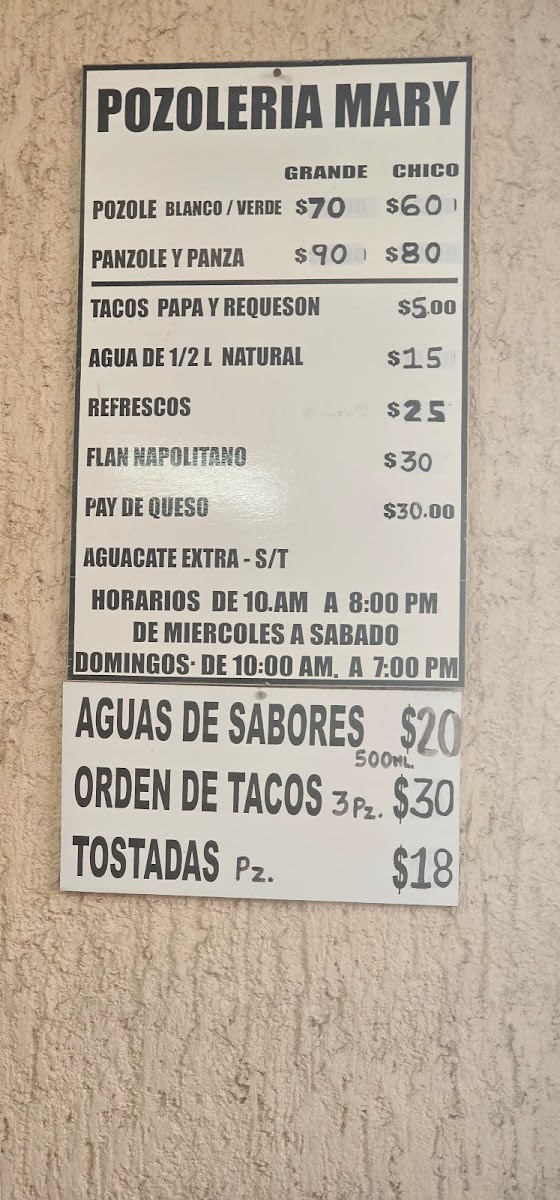 POZOLERIA MARY
GRANDE CHICO
POZOLE BLANCO / VERDE $70 $60
PANZOLE Y PANZA $90 $80
TACOS PAPA Y REQUESON $5.00
AGUA DE 1/2 L NATURAL $15
REFRESCOS $25
FLAN NAPOLITANO $30
PAY DE QUESO $30.00
AGUACATE EXTRA - S/T
HORARIOS DE 10.AM A 8:00 PM
DE MIERCOLES A SABADO
DOMINGOS· DE 10:00 AM. A 7:00 PM
AGUAS DE SABORES $20
500ML.
ORDEN DE TACOS 3Pz. $30
TOSTADAS Pz. $18